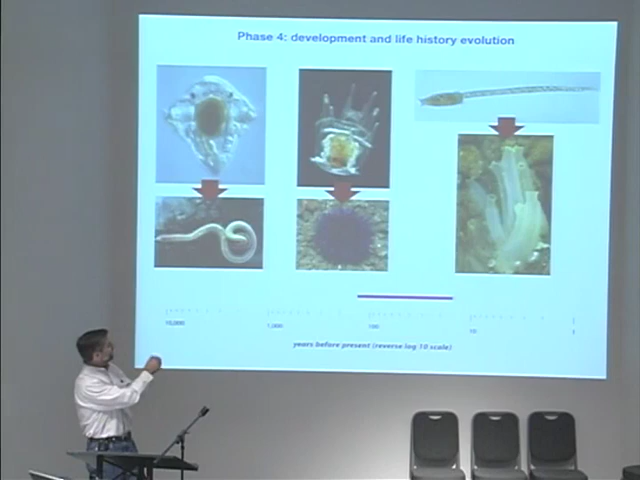 Phase 4: development and life history evolution
10,000
1,000
100
10
years before present (reverse log 10 scale)